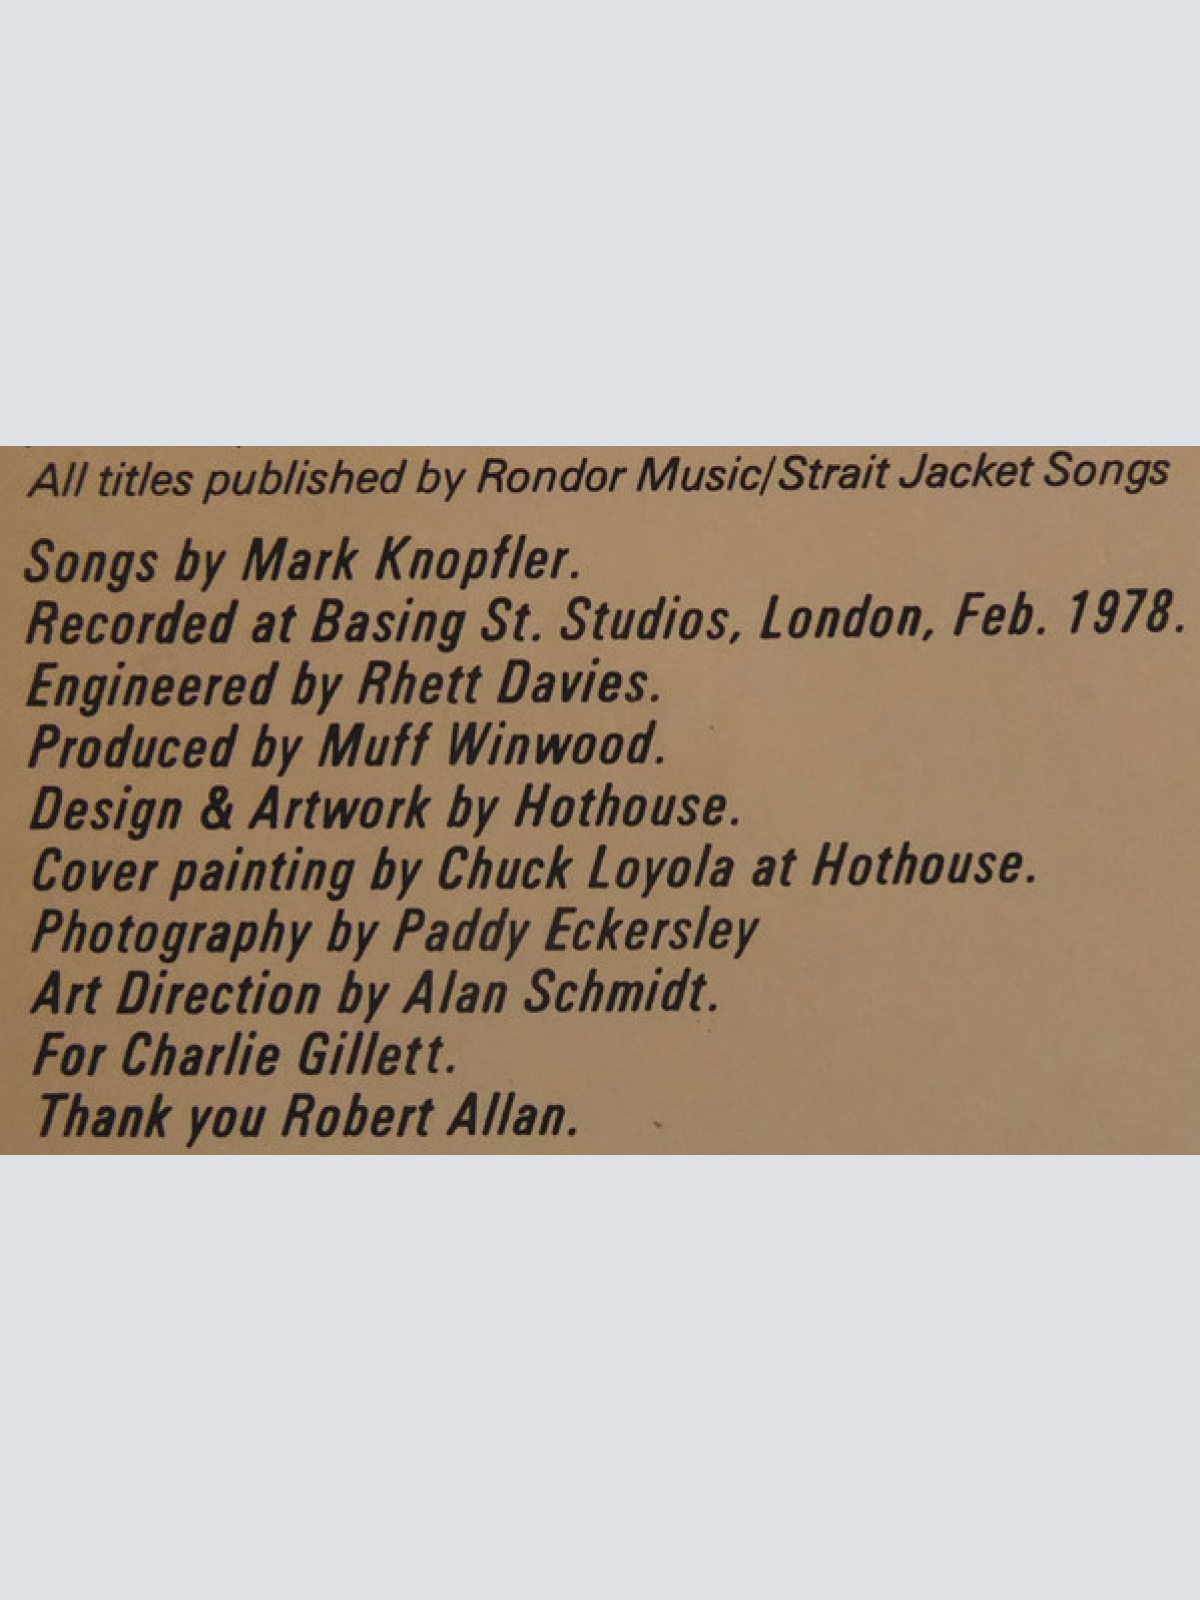 All titles published by Rondor Music/Strait Jacket Songs
Songs by Mark Knopfler.
Recorded at Basing St. Studios, London, Feb. 1978.
Engineered by Rhett Davies.
Produced by Muff Winwood.
Design & Artwork by Hothouse.
Cover painting by Chuck Loyola at Hothouse.
Photography by Paddy Eckersley
Art Direction by Alan Schmidt.
For Charlie Gillett.
Thank you Robert Allan.